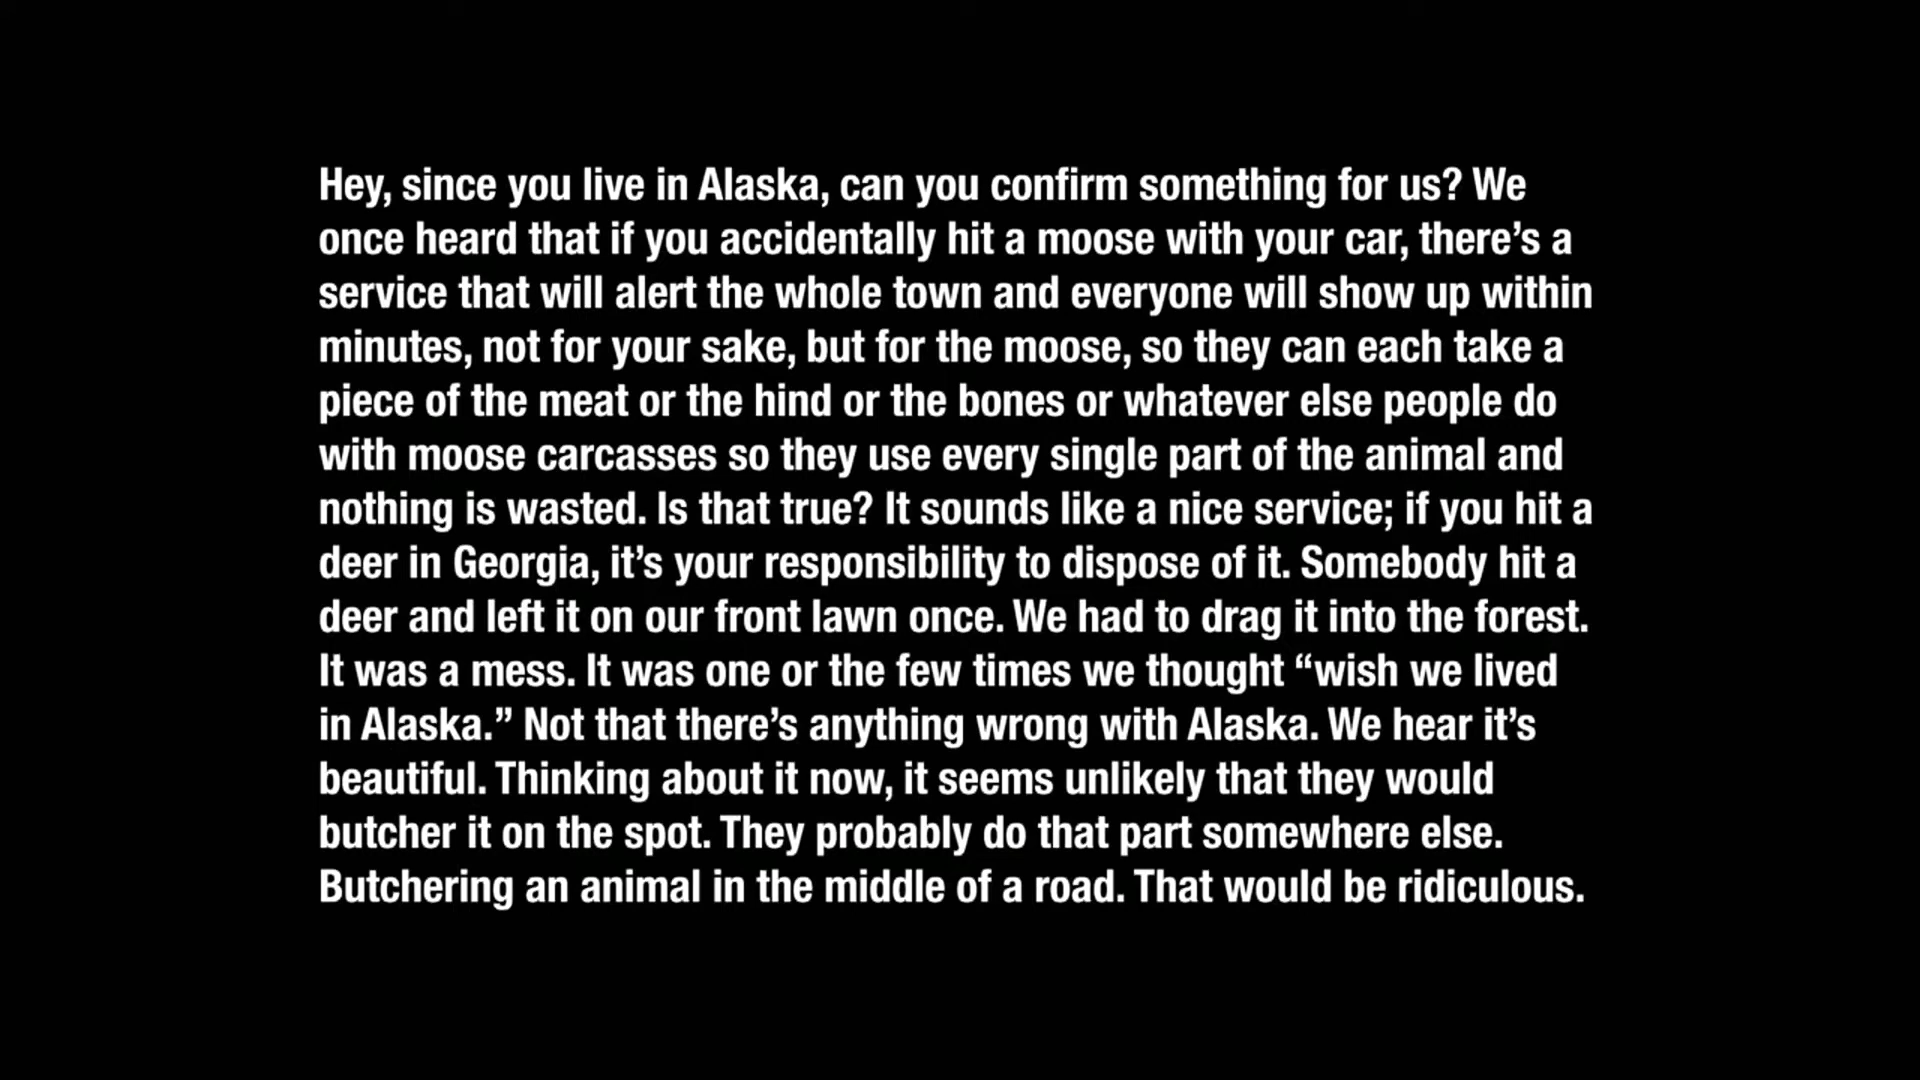 Hey, since you live in Alaska, can you confirm something for us? We
once heard that if you accidentally hit a moose with your car, there’s a
service that will alert the whole town and everyone will show up within
minutes, not for your sake, but for the moose, so they can each take a
piece of the meat or the hind or the bones or whatever else people do
with moose carcasses so they use every single part of the animal and
nothing is wasted. Is that true? It sounds like a nice service; if you hit a
deer in Georgia, it’s your responsibility to dispose of it. Somebody hit a
deer and left it on our front lawn once. We had to drag it into the forest.
It was a mess. It was one or the few times we thought “wish we lived
in Alaska.” Not that there’s anything wrong with Alaska. We hear it’s
beautiful. Thinking about it now, it seems unlikely that they would
butcher it on the spot. They probably do that part somewhere else.
Butchering an animal in the middle of a road. That would be ridiculous.